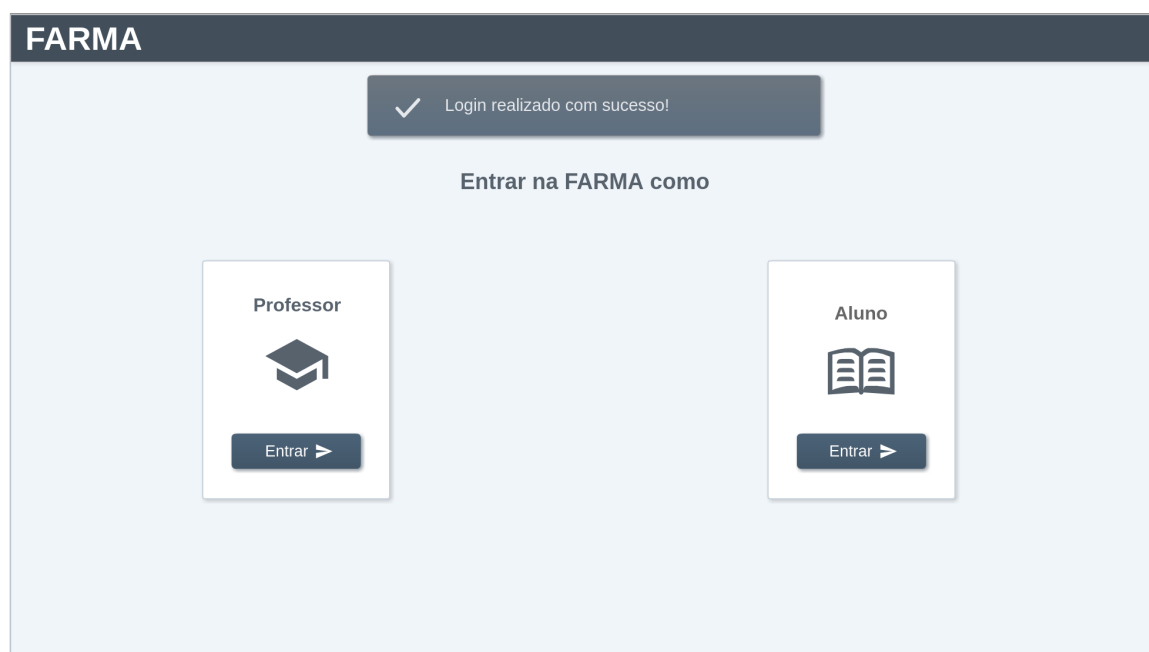 FARMA
Login realizado com sucesso!
Entrar na FARMA como
Professor
Entrar
Aluno
Entrar